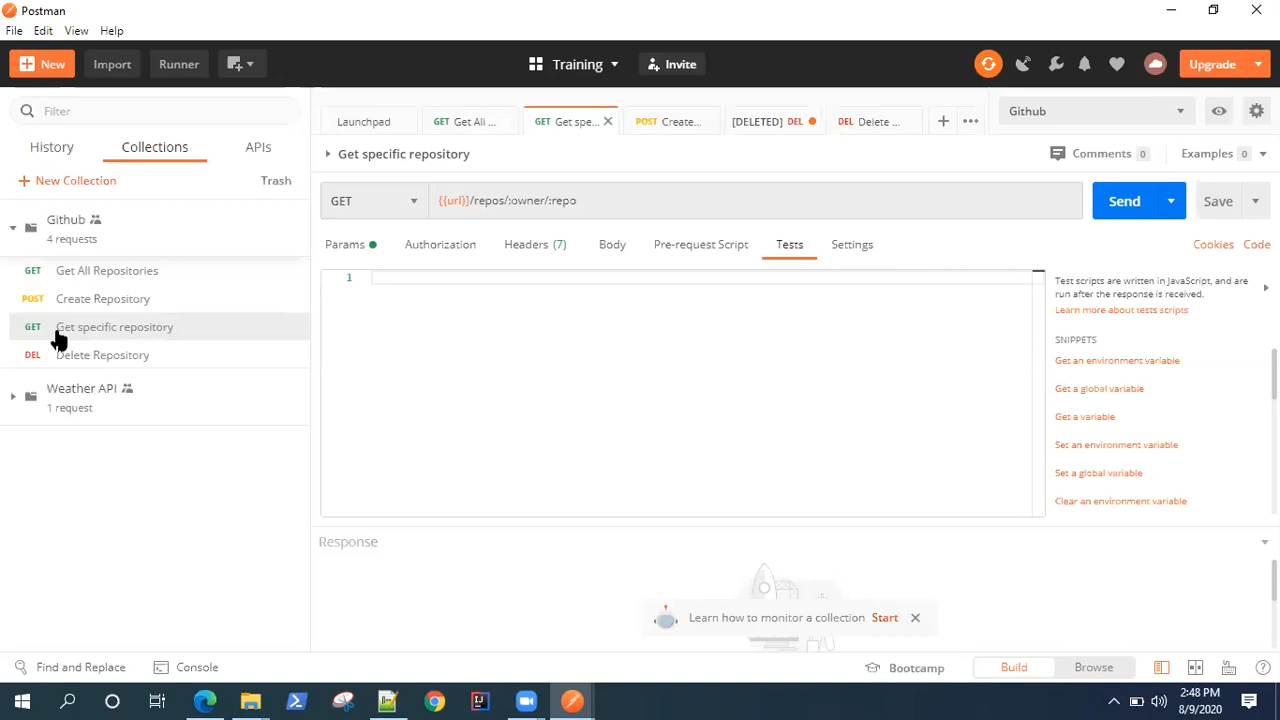 Postman
File Edit View Help
New Import Runner Training Invite Upgrade
Filter
History Collections APIs
+ New Collection Trash
Github
4 requests
GET Get All Repositories
POST Create Repository
GET Get specific repository
DEL Delete Repository
Weather API
1 request
Launchpad GET Get All ... GET Get spe... POST Create... [DELETED] DEL DEL Delete ... Github
Get specific repository Comments 0 Examples 0
GET {{url}}/repos/:owner/:repo Send Save
Params Authorization Headers (7) Body Pre-request Script Tests Settings Cookies Code
1
Test scripts are written in JavaScript, and are
run after the response is received.
Learn more about tests scripts
SNIPPETS
Get an environment variable
Get a global variable
Get a variable
Set an environment variable
Set a global variable
Clear an environment variable
Response
Learn how to monitor a collection Start
Find and Replace Console Bootcamp Build Browse
2:48 PM
8/9/2020